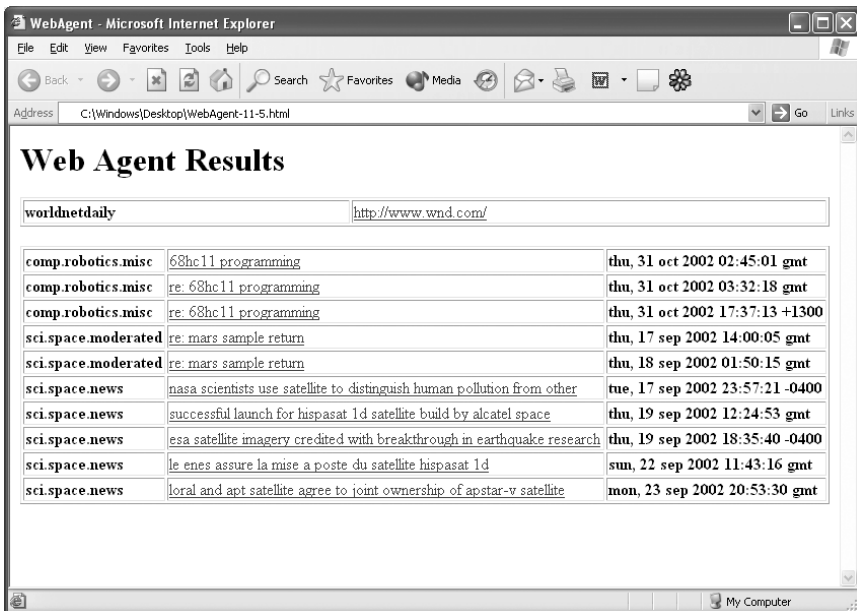 WebAgent - Microsoft Internet Explorer
File Edit View Favorites Tools Help
Back Search Favorites Media
Address C:\Windows\Desktop\WebAgent-11-5.html Go Links
Web Agent Results
worldnetdaily http://www.wnd.com/
comp.robotics.misc 68hc11 programming thu, 31 oct 2002 02:45:01 gmt
comp.robotics.misc re: 68hc11 programming thu, 31 oct 2002 03:32:18 gmt
comp.robotics.misc re: 68hc11 programming thu, 31 oct 2002 17:37:13 +1300
sci.space.moderated re: mars sample return thu, 17 sep 2002 14:00:05 gmt
sci.space.moderated re: mars sample return thu, 18 sep 2002 01:50:15 gmt
sci.space.news nasa scientists use satellite to distinguish human pollution from other tue, 17 sep 2002 23:57:21 -0400
sci.space.news successful launch for hispasat 1d satellite build by alcatel space thu, 19 sep 2002 12:24:53 gmt
sci.space.news esa satellite imagery credited with breakthrough in earthquake research thu, 19 sep 2002 18:35:40 -0400
sci.space.news le enes assure la mise a poste du satellite hispasat 1d sun, 22 sep 2002 11:43:16 gmt
sci.space.news loral and apt satellite agree to joint ownership of apstar-v satellite mon, 23 sep 2002 20:53:30 gmt
My Computer